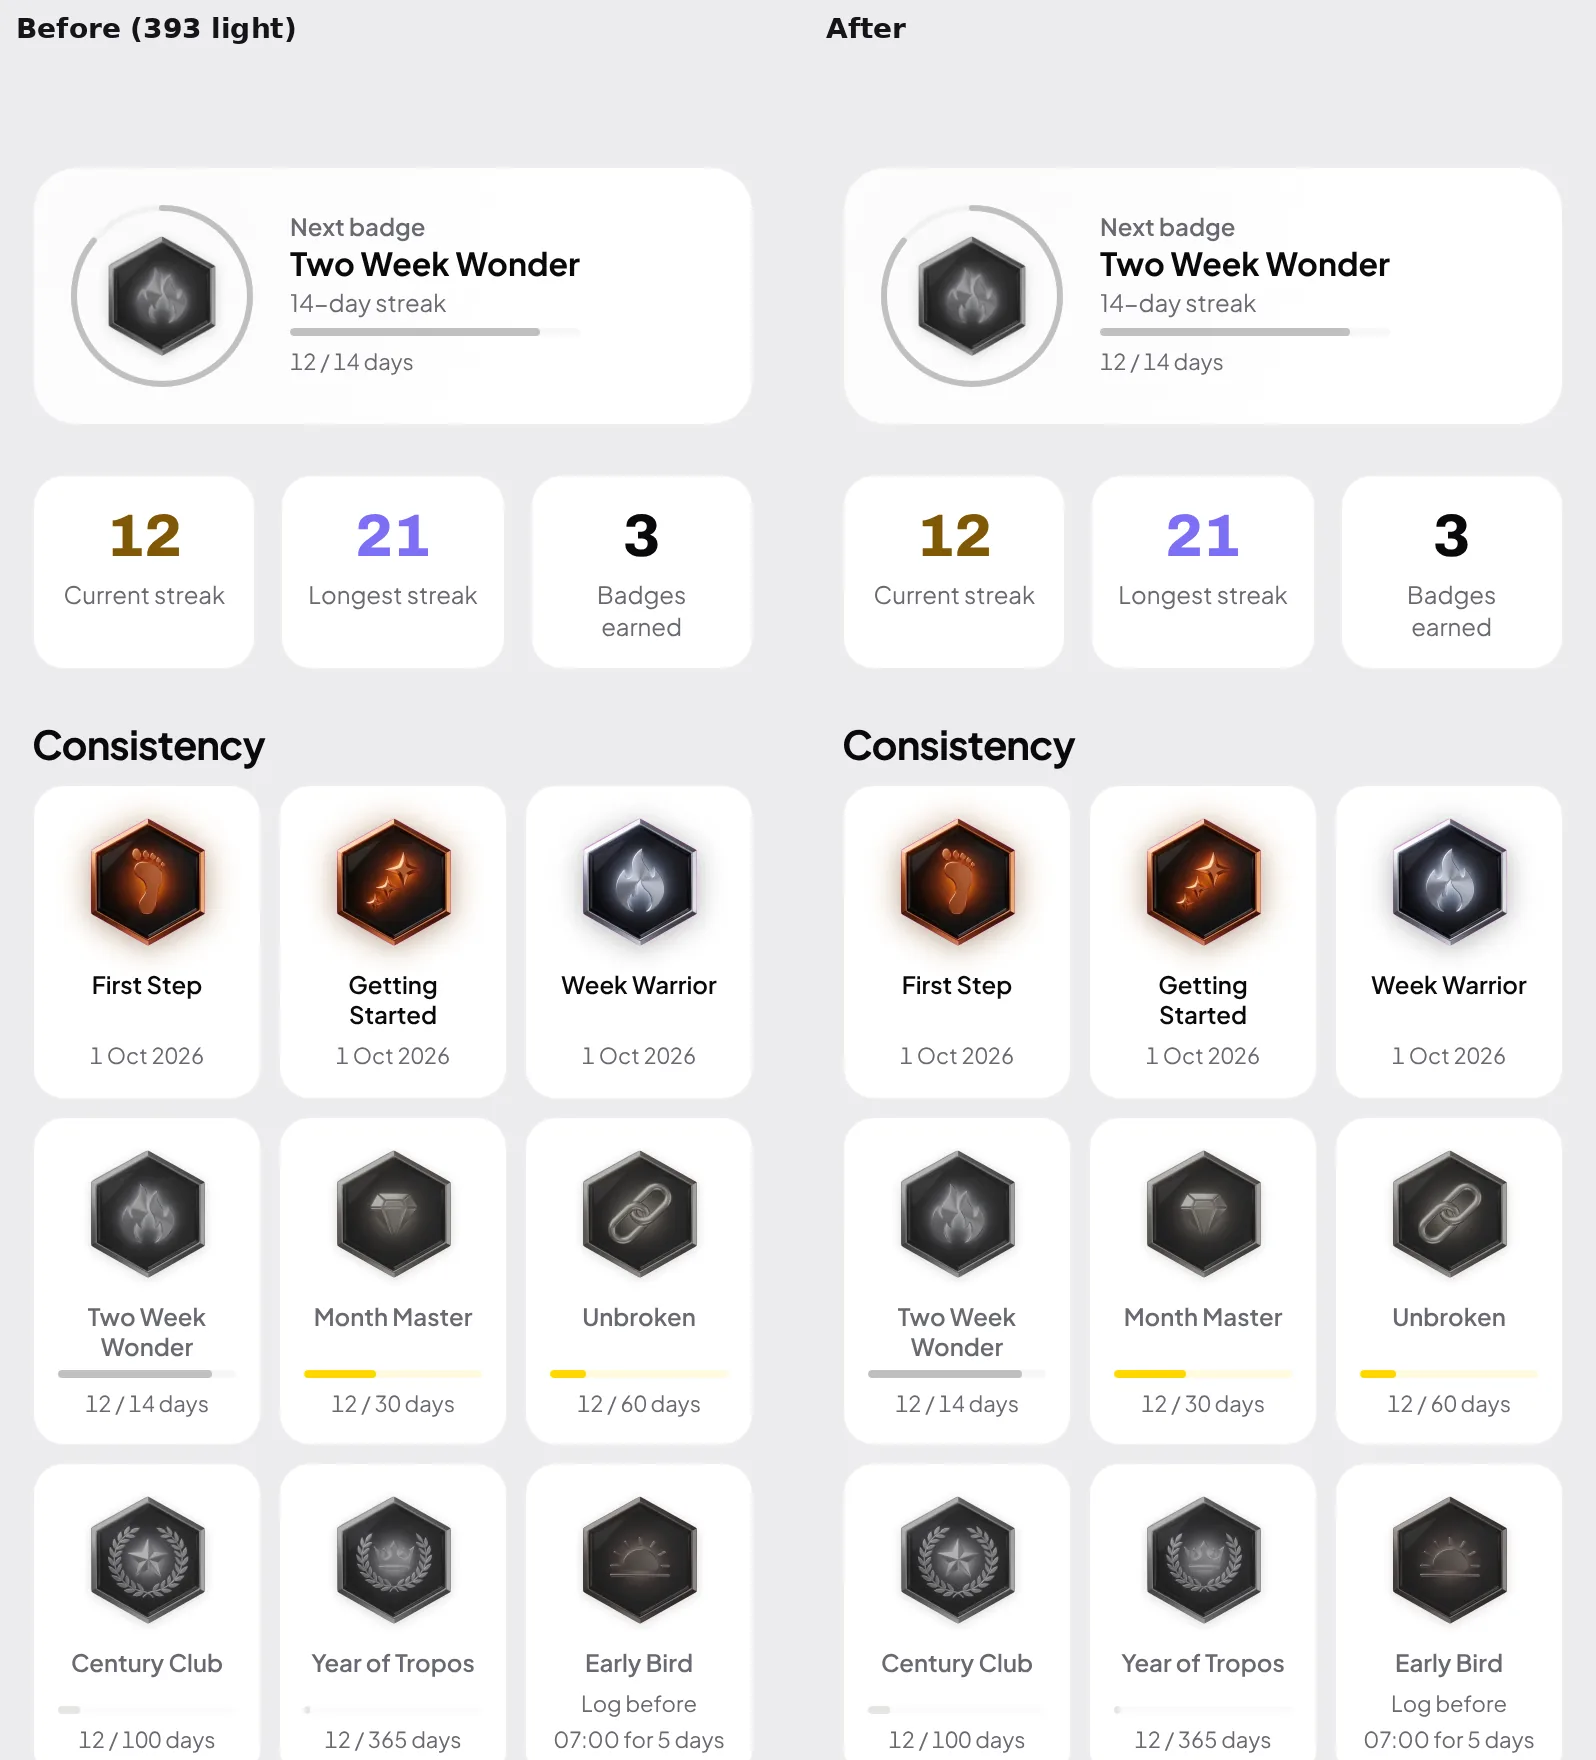 Before (393 light)
Next badge
Two Week Wonder
14-day streak
12 / 14 days
12
Current streak
21
Longest streak
3
Badges
earned
Consistency
First Step
1 Oct 2026
Getting
Started
1 Oct 2026
Week Warrior
1 Oct 2026
Two Week
Wonder
12 / 14 days
Month Master
12 / 30 days
Unbroken
12 / 60 days
Century Club
12 / 100 days
Year of Tropos
12 / 365 days
Early Bird
Log before
07:00 for 5 days
After
Next badge
Two Week Wonder
14-day streak
12 / 14 days
12
Current streak
21
Longest streak
3
Badges
earned
Consistency
First Step
1 Oct 2026
Getting
Started
1 Oct 2026
Week Warrior
1 Oct 2026
Two Week
Wonder
12 / 14 days
Month Master
12 / 30 days
Unbroken
12 / 60 days
Century Club
12 / 100 days
Year of Tropos
12 / 365 days
Early Bird
Log before
07:00 for 5 days